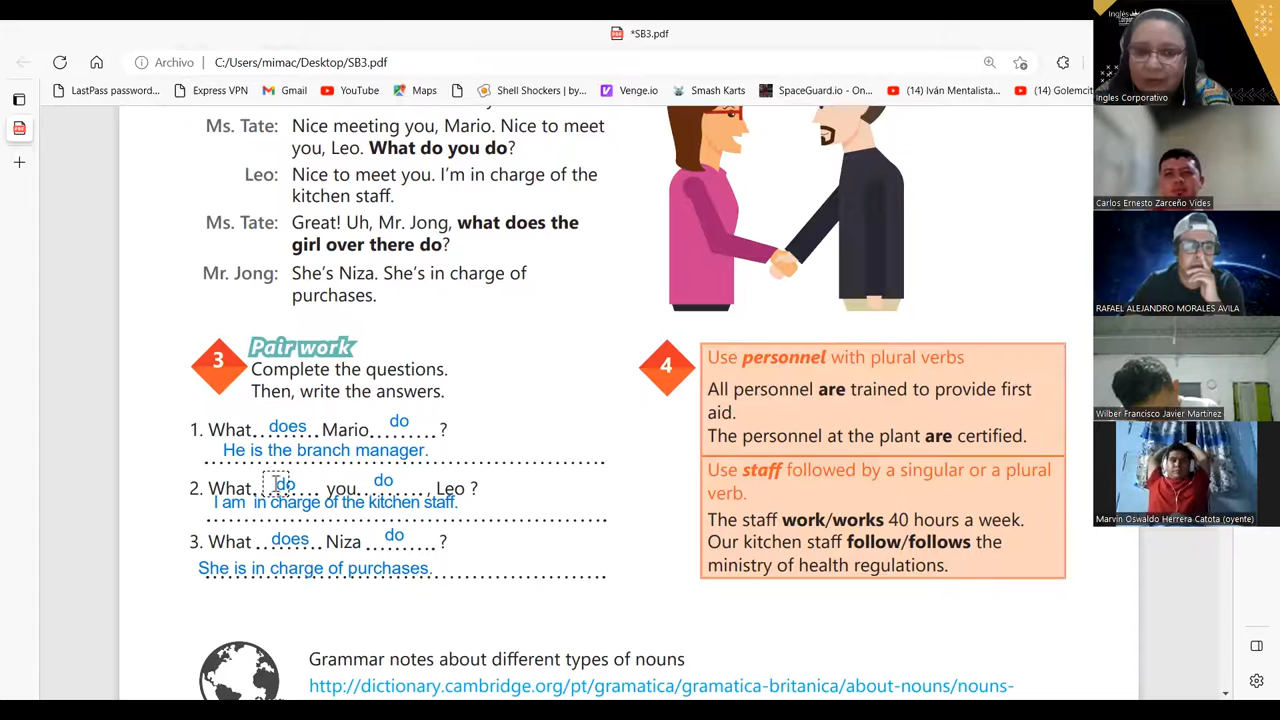 *SB3.pdf
Archivo
C:/Users/mimac/Desktop/SB3.pdf
LastPass password...
Express VPN
Gmail
YouTube
Maps
Shell Shockers | by...
Venge.io
Smash Karts
SpaceGuard.io - On...
(14) Iván Mentalista...
(14) Golemcit
Ms. Tate: Nice meeting you, Mario. Nice to meet
you, Leo. What do you do?
Leo: Nice to meet you. I'm in charge of the
kitchen staff.
Ms. Tate: Great! Uh, Mr. Jong, what does the
girl over there do?
Mr. Jong: She's Niza. She's in charge of
purchases.
3 Pair work
Complete the questions.
Then, write the answers.
1. What does Mario do ?
He is the branch manager.
2. What do you do , Leo ?
I am in charge of the kitchen staff.
3. What does Niza do ?
She is in charge of purchases.
4 Use personnel with plural verbs
All personnel are trained to provide first
aid.
The personnel at the plant are certified.
Use staff followed by a singular or a plural
verb.
The staff work/works 40 hours a week.
Our kitchen staff follow/follows the
ministry of health regulations.
Grammar notes about different types of nouns
http://dictionary.cambridge.org/pt/gramatica/gramatica-britanica/about-nouns/nouns-
Inglés
Ingles Corporativo
Carlos Ernesto Zarceño Vides
RAFAEL ALEJANDRO MORALES AVILA
Wilber Francisco Javier Martinez
Marvin Oswaldo Herrera Catota (oyente)